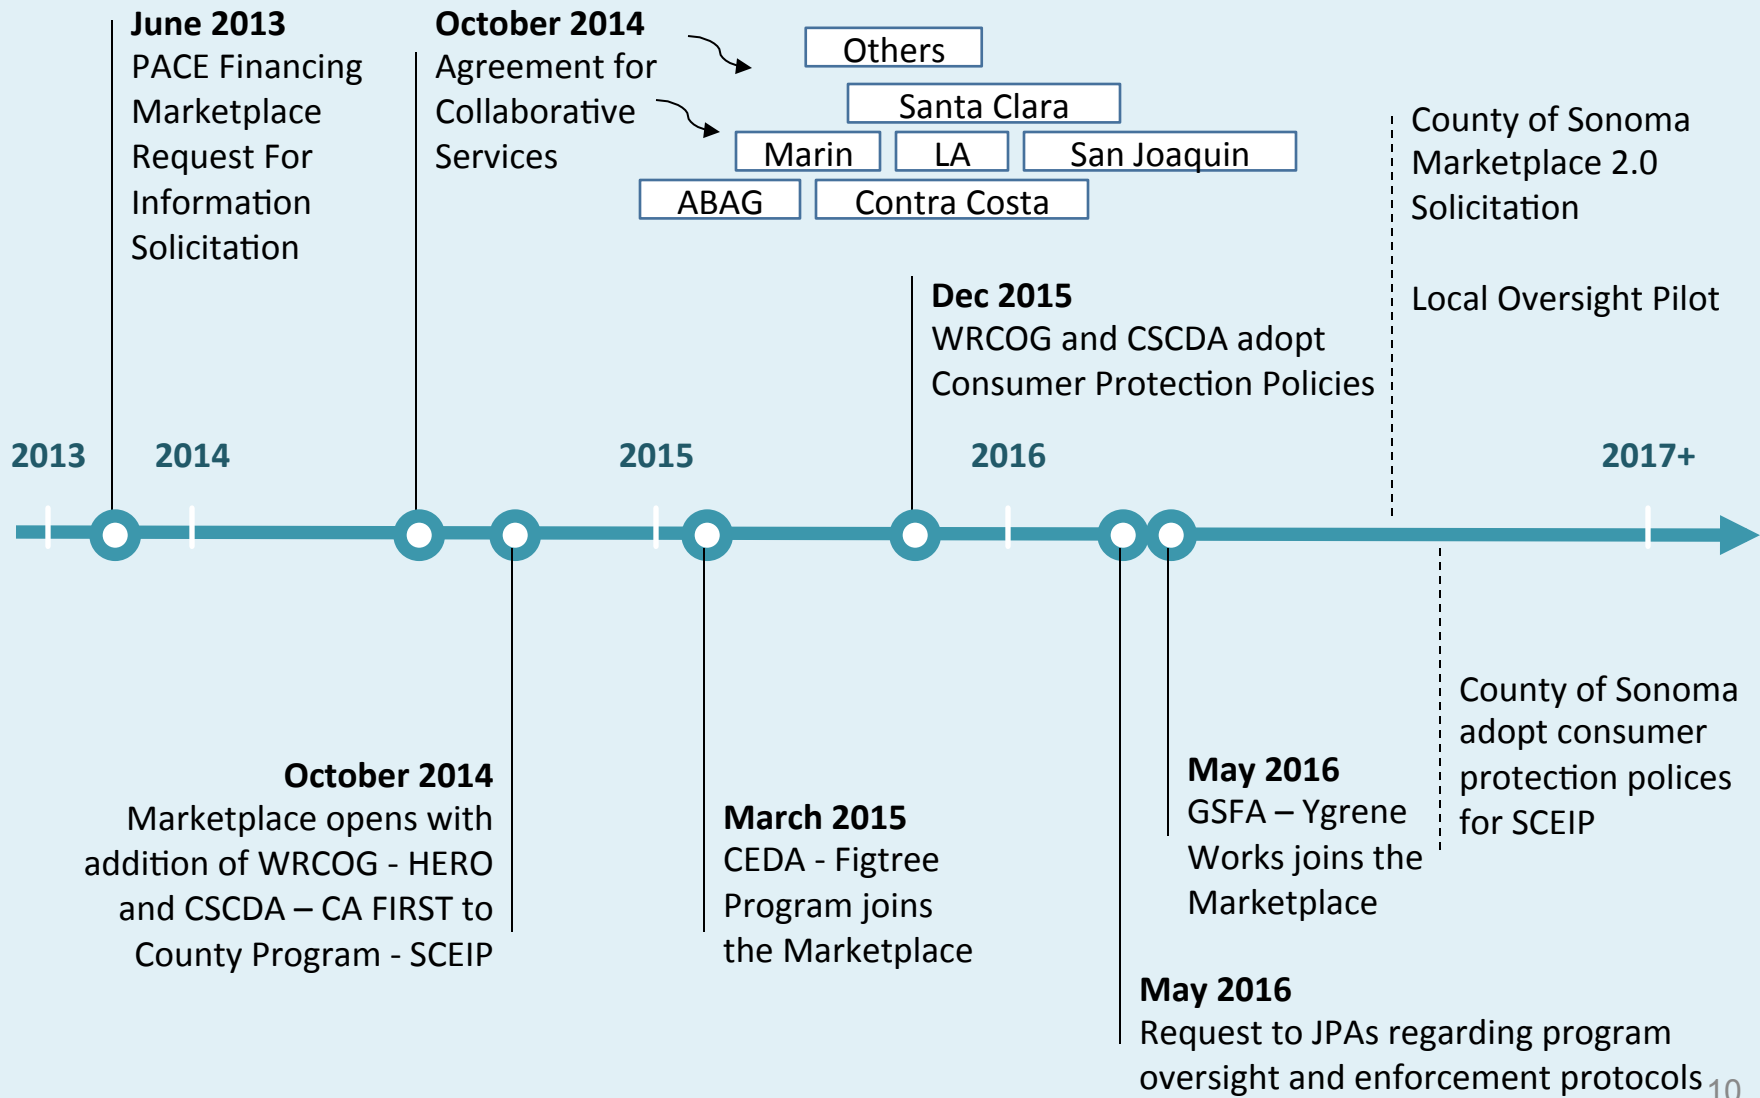 June 2013
PACE Financing
Marketplace
Request For
Information
Solicitation
October 2014
Agreement for
Collaborative
Services
Others
Santa Clara
Marin
LA
San Joaquin
ABAG
Contra Costa
County of Sonoma
Marketplace 2.0
Solicitation
Local Oversight Pilot
Dec 2015
WRCOG and CSCDA adopt
Consumer Protection Policies
2013
2014
2015
2016
2017+
October 2014
Marketplace opens with
addition of WRCOG - HERO
and CSCDA – CA FIRST to
County Program - SCEIP
March 2015
CEDA - Figtree
Program joins
the Marketplace
May 2016
GSFA – Ygrene
Works joins the
Marketplace
County of Sonoma
adopt consumer
protection polices
for SCEIP
May 2016
Request to JPAs regarding program
oversight and enforcement protocols
10